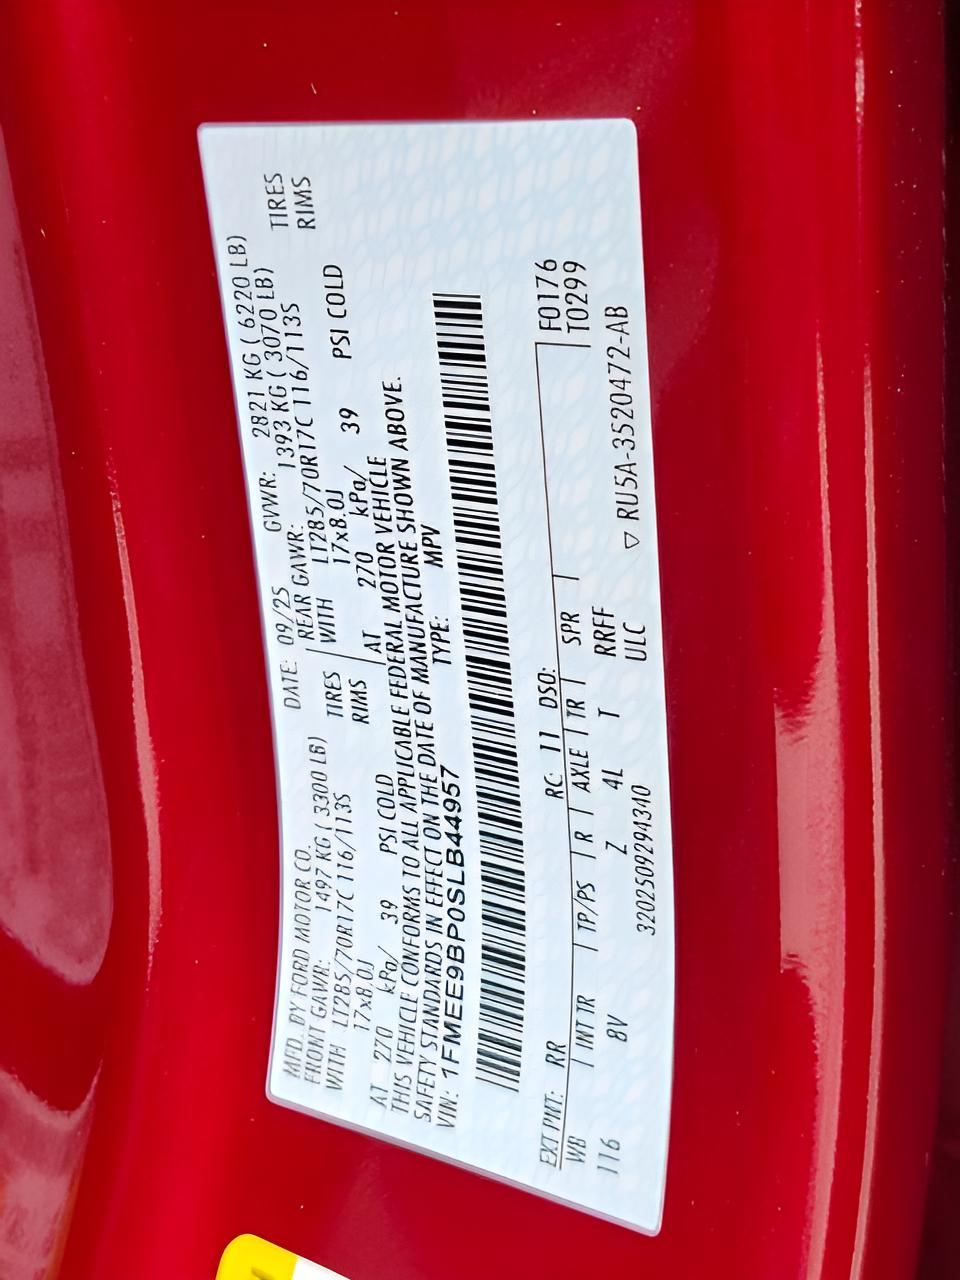 MFD. BY FORD MOTOR CO. DATE: 09/25 GVWR: 2821 KG ( 6220 LB)
FRONT GAWR: 1497 KG ( 3300 LB) REAR GAWR: 1393 KG ( 3070 LB)
WITH LT285/70R17C 116/113S TIRES WITH LT285/70R17C 116/113S TIRES
17x8.0J RIMS 17x8.0J RIMS
AT 270 kPa/ 39 PSI COLD AT 270 kPa/ 39 PSI COLD
THIS VEHICLE CONFORMS TO ALL APPLICABLE FEDERAL MOTOR VEHICLE
SAFETY STANDARDS IN EFFECT ON THE DATE OF MANUFACTURE SHOWN ABOVE.
VIN: 1FMEE9BP0SLB44957 TYPE: MPV
EXT PNT: RR RC: 11 DSO: F0176
WB INT TR TP/PS R AXLE TR SPR T0299
116 8V Z 4L T RRFF
3202509294340 ULC ▽ RU5A-3520472-AB